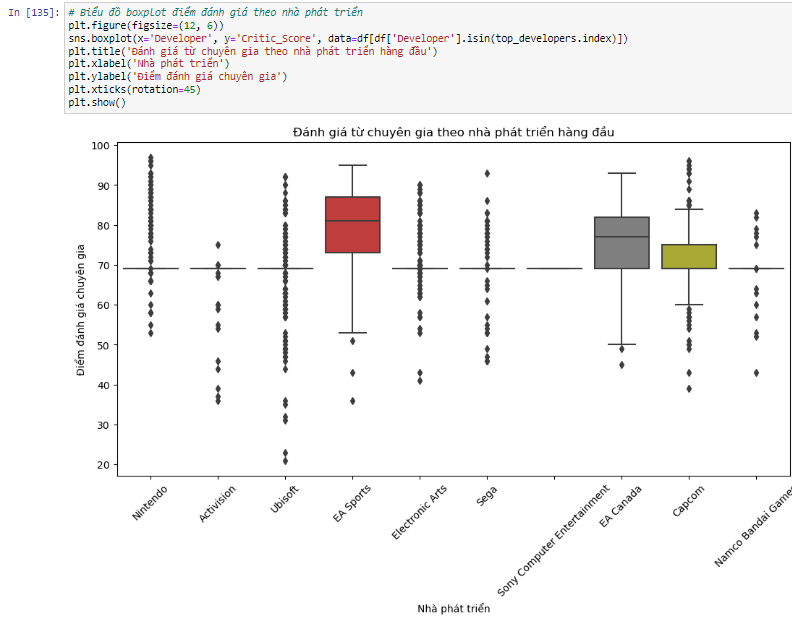 In [135]: # Biểu đồ boxplot điểm đánh giá theo nhà phát triển
plt.figure(figsize=(12, 6))
sns.boxplot(x='Developer', y='Critic_Score', data=df[df['Developer'].isin(top_developers.index)])
plt.title('Đánh giá từ chuyên gia theo nhà phát triển hàng đầu')
plt.xlabel('Nhà phát triển')
plt.ylabel('Điểm đánh giá chuyên gia')
plt.xticks(rotation=45)
plt.show()
Đánh giá từ chuyên gia theo nhà phát triển hàng đầu
100
90
80
70
60
50
40
30
20
Điểm đánh giá chuyên gia
Nintendo
Activision
Ubisoft
EA Sports
Electronic Arts
Sega
Sony Computer Entertainment
EA Canada
Capcom
Namco Bandai Games
Nhà phát triển